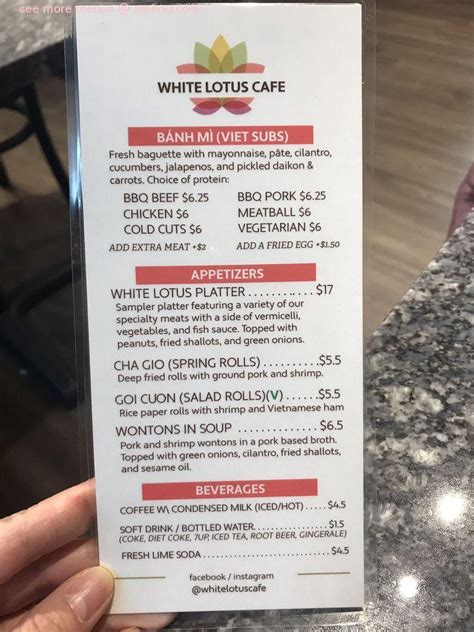 see more menus @
WHITE LOTUS CAFE
BÁNH MÌ (VIET SUBS)
Fresh baguette with mayonnaise, pâte, cilantro,
cucumbers, jalapenos, and pickled daikon &
carrots. Choice of protein:
BBQ BEEF $6.25 BBQ PORK $6.25
CHICKEN $6 MEATBALL $6
COLD CUTS $6 VEGETARIAN $6
ADD EXTRA MEAT +$2 ADD A FRIED EGG +$1.50
APPETIZERS
WHITE LOTUS PLATTER .......... $17
Sampler platter featuring a variety of our
specialty meats with a side of vermicelli,
vegetables, and fish sauce. Topped with
peanuts, fried shallots, and green onions.
CHA GIO (SPRING ROLLS) .......... $5.5
Deep fried rolls with ground pork and shrimp.
GOI CUON (SALAD ROLLS)(V) ...... $5.5
Rice paper rolls with shrimp and Vietnamese ham
WONTONS IN SOUP ............... $6.5
Pork and shrimp wontons in a pork based broth.
Topped with green onions, cilantro, fried shallots,
and sesame oil.
BEVERAGES
COFFEE W\ CONDENSED MILK (ICED/HOT) ..... $4.5
SOFT DRINK / BOTTLED WATER .............. $1.5
(COKE, DIET COKE, 7UP, ICED TEA, ROOT BEER, GINGERALE)
FRESH LIME SODA ......................... $4.5
facebook / instagram
@whitelotuscafe